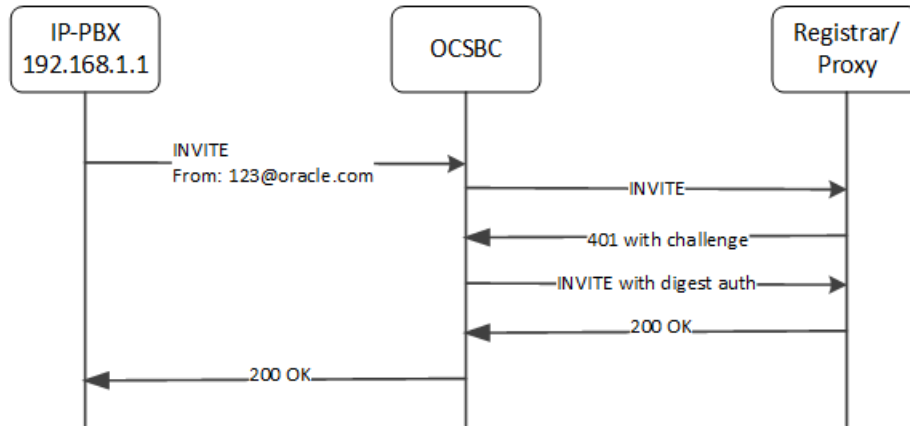 IP-PBX
192.168.1.1
OCSBC
Registrar/
Proxy
INVITE
From: 123@oracle.com
INVITE
401 with challenge
INVITE with digest auth
200 OK
200 OK